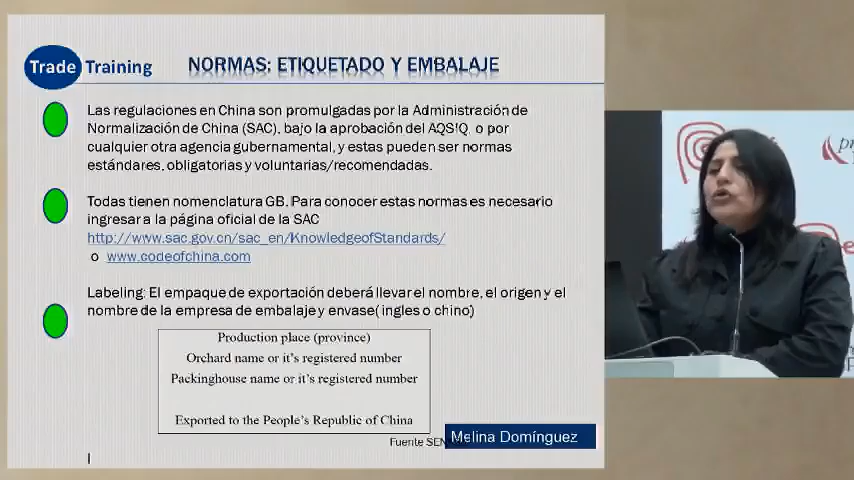 Trade Training
NORMAS: ETIQUETADO Y EMBALAJE
Las regulaciones en China son promulgadas por la Administración de
Normalización de China (SAC), bajo la aprobación del AQSIQ o por
cualquier otra agencia gubernamental, y estas pueden ser normas
estándares, obligatorias y voluntarias/recomendadas.
Todas tienen nomenclatura GB. Para conocer estas normas es necesario
ingresar a la página oficial de la SAC
http://www.sac.gov.cn/sac_en/KnowledgeofStandards/
o www.codeofchina.com
Labeling: El empaque de exportación deberá llevar el nombre, el origen y el
nombre de la empresa de embalaje y envase(ingles o chino)
Production place (province)
Orchard name or it's registered number
Packinghouse name or it's registered number
Exported to the People's Republic of China
Fuente
Melina Domínguez